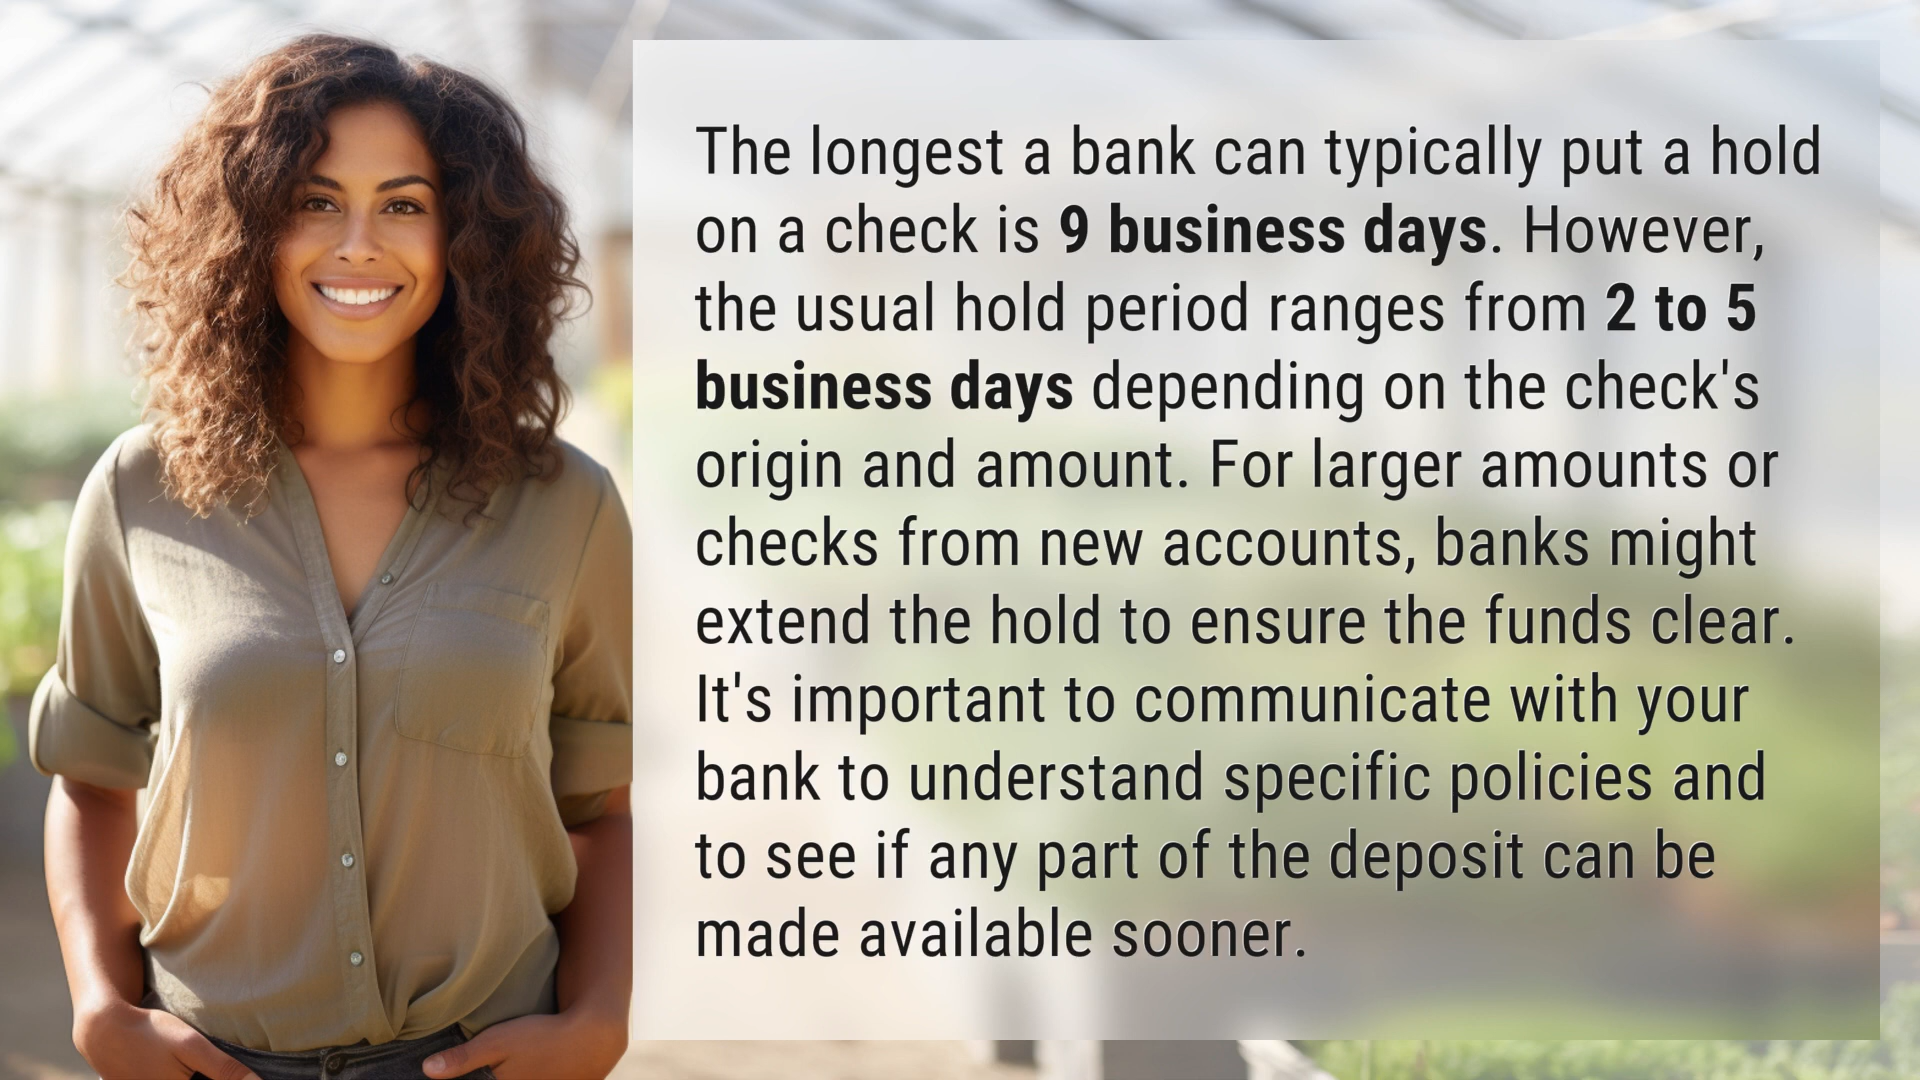 The longest a bank can typically put a hold
on a check is 9 business days. However,
the usual hold period ranges from 2 to 5
business days depending on the check's
origin and amount. For larger amounts or
checks from new accounts, banks might
extend the hold to ensure the funds clear.
It's important to communicate with your
bank to understand specific policies and
to see if any part of the deposit can be
made available sooner.